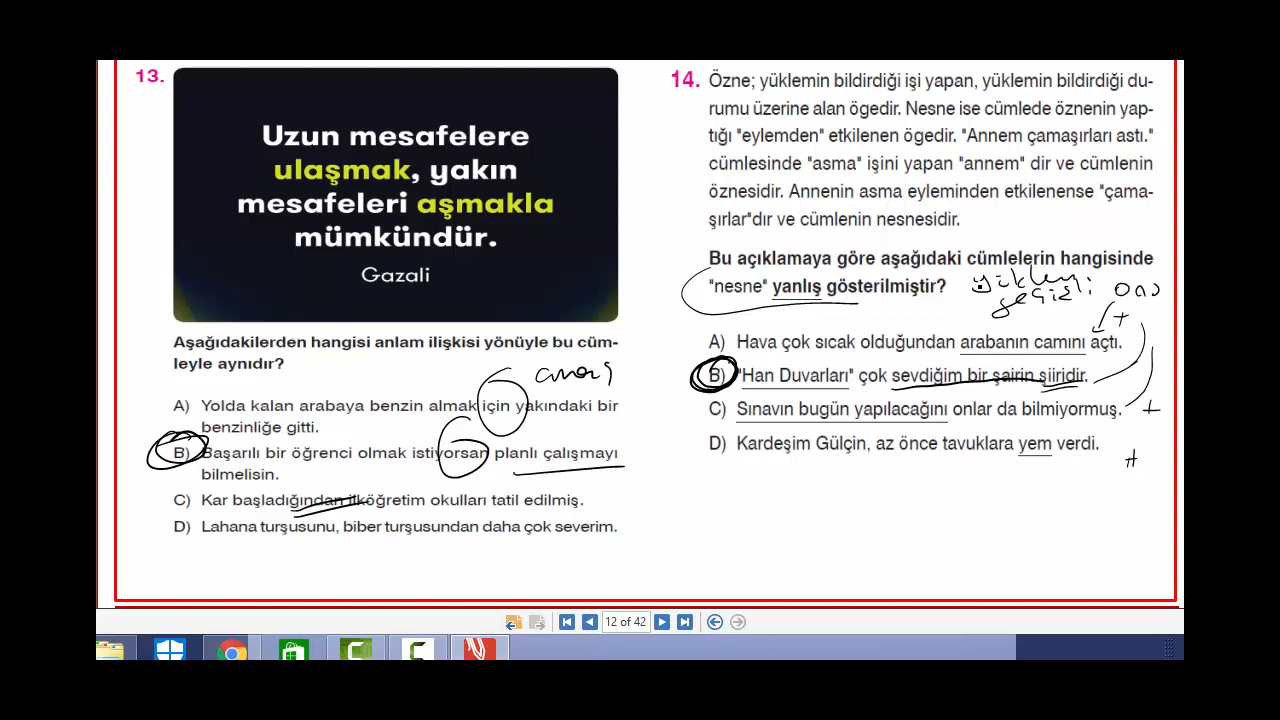 13.
Uzun mesafelere
ulaşmak, yakın
mesafeleri aşmakla
mümkündür.
Gazali
Aşağıdakilerden hangisi anlam ilişkisi yönüyle bu cüm-
leyle aynıdır?
amaç
A) Yolda kalan arabaya benzin almak için yakındaki bir
benzinliğe gitti.
B) Başarılı bir öğrenci olmak istiyorsan planlı çalışmayı
bilmelisin.
C) Kar başladığından ilköğretim okulları tatil edilmiş.
D) Lahana turşusunu, biber turşusundan daha çok severim.
14. Özne; yüklemin bildirdiği işi yapan, yüklemin bildirdiği du-
rumu üzerine alan ögedir. Nesne ise cümlede öznenin yap-
tığı "eylemden" etkilenen ögedir. "Annem çamaşırları astı."
cümlesinde "asma" işini yapan "annem" dir ve cümlenin
öznesidir. Annenin asma eyleminden etkilenense "çama-
şırlar"dır ve cümlenin nesnesidir.
Bu açıklamaya göre aşağıdaki cümlelerin hangisinde
"nesne" yanlış gösterilmiştir?
onu
+
A) Hava çok sıcak olduğundan arabanın camını açtı.
B) "Han Duvarları" çok sevdiğim bir şairin şiiridir.
C) Sınavın bugün yapılacağını onlar da bilmiyormuş. +
D) Kardeşim Gülçin, az önce tavuklara yem verdi.
+
12 of 42